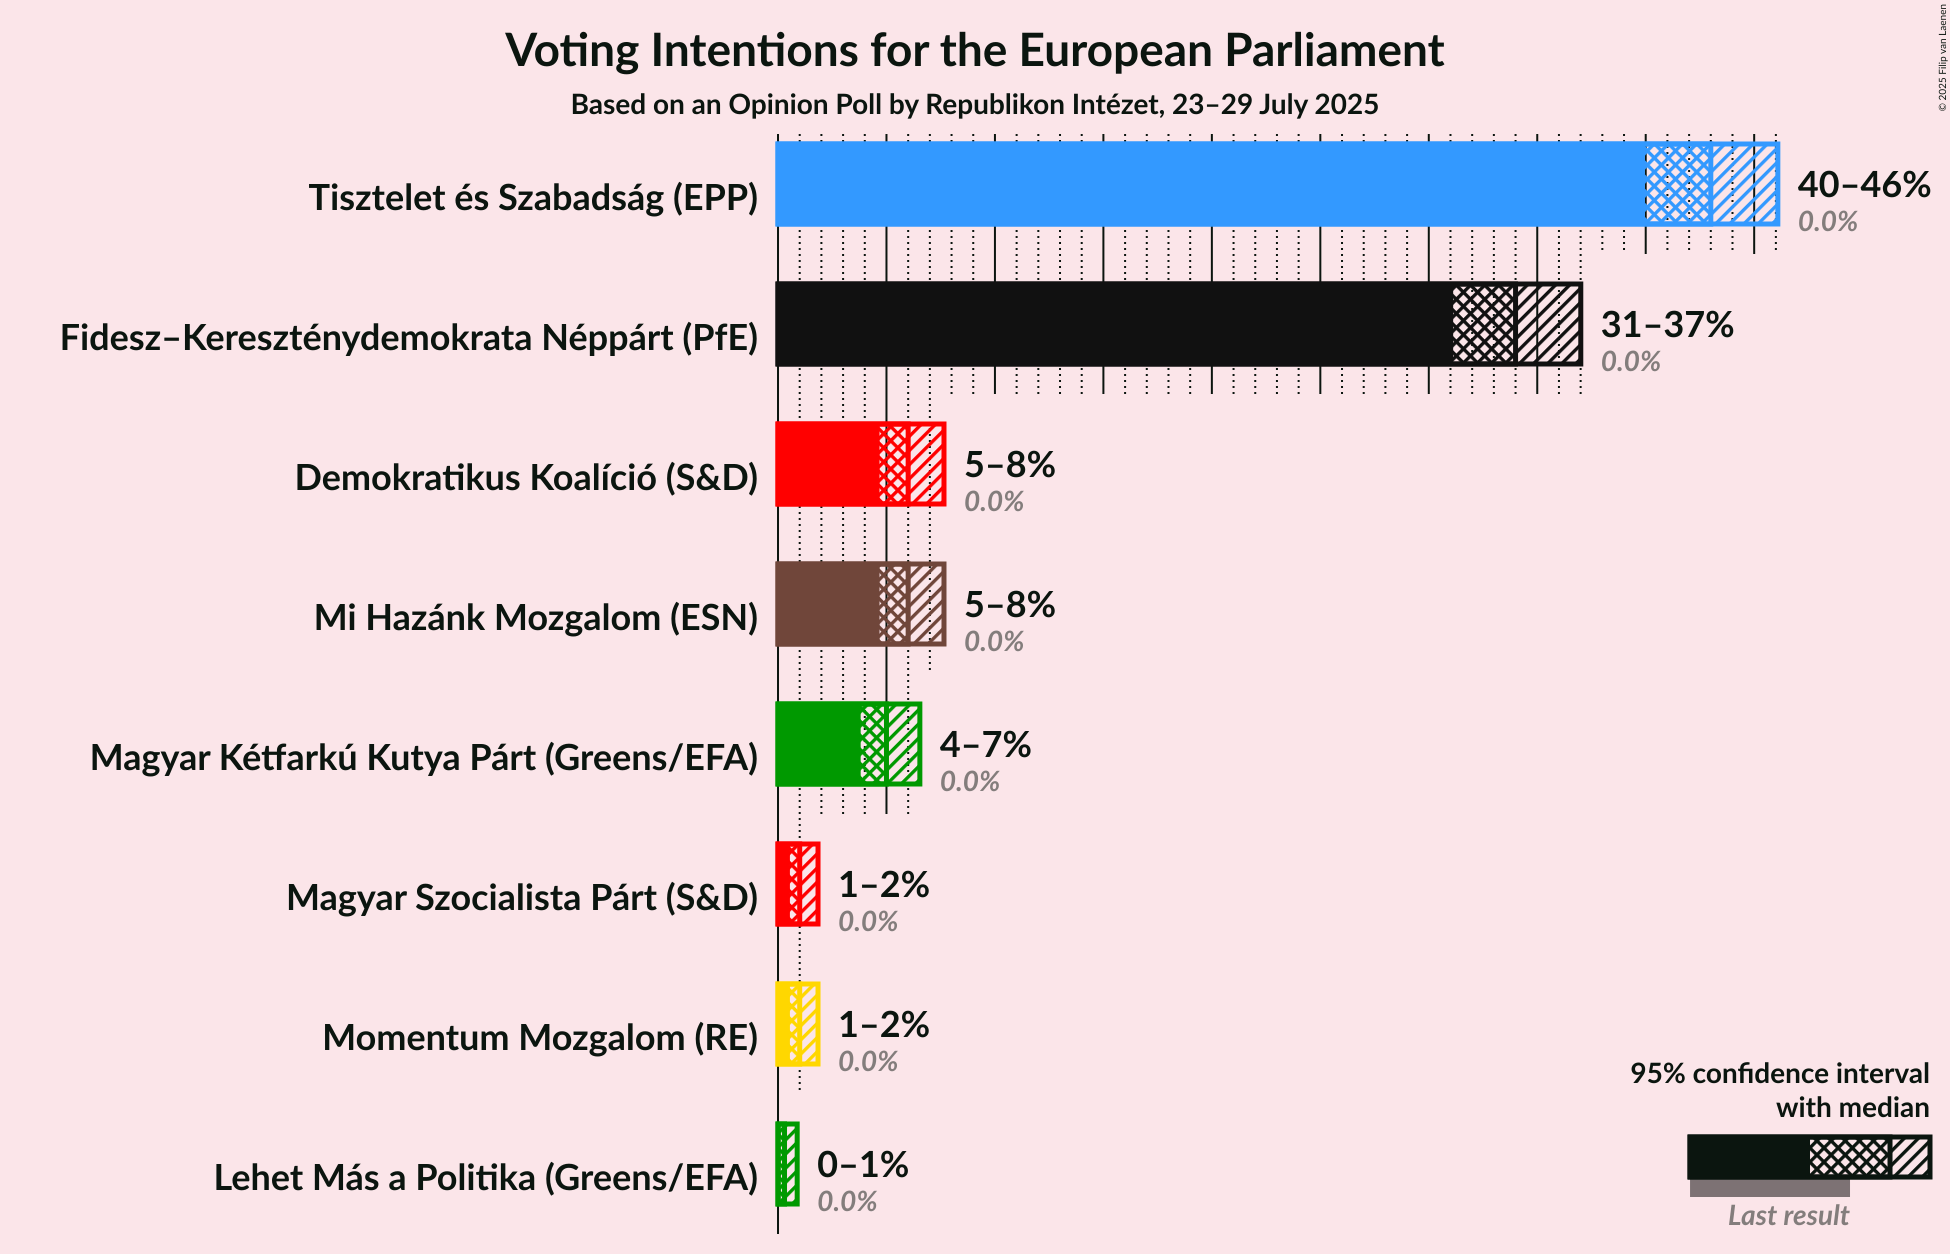 Voting Intentions for the European Parliament
Based on an Opinion Poll by Republikon Intézet, 23–29 July 2025
© 2025 Filip van Laenen
Tisztelet és Szabadság (EPP)
40–46%
0.0%
Fidesz–Kereszténydemokrata Néppárt (PfE)
31–37%
0.0%
Demokratikus Koalíció (S&D)
5–8%
0.0%
Mi Hazánk Mozgalom (ESN)
5–8%
0.0%
Magyar Kétfarkú Kutya Párt (Greens/EFA)
4–7%
0.0%
Magyar Szocialista Párt (S&D)
1–2%
0.0%
Momentum Mozgalom (RE)
1–2%
0.0%
Lehet Más a Politika (Greens/EFA)
0–1%
0.0%
95% confidence interval
with median
Last result